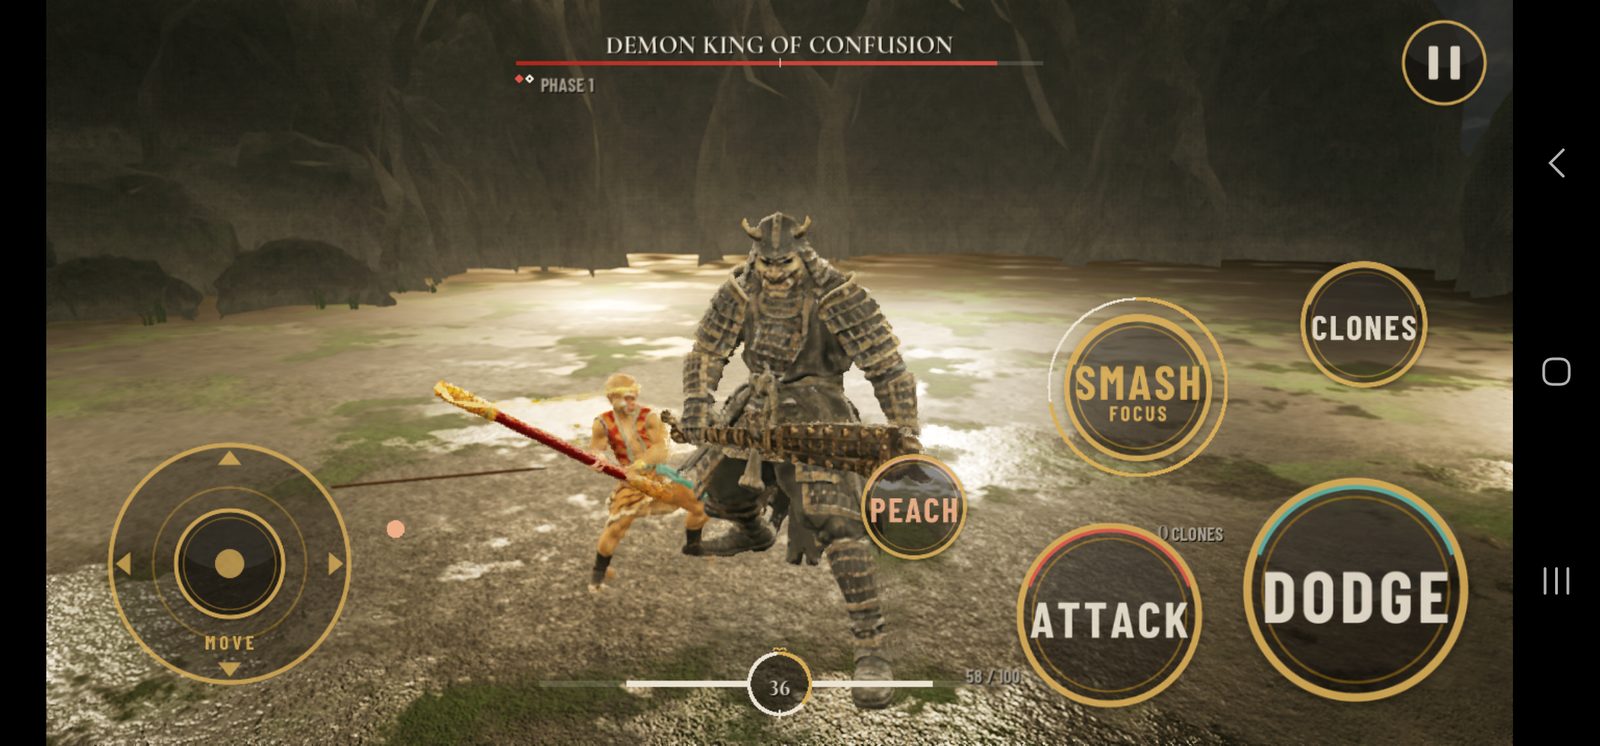 DEMON KING OF CONFUSION
PHASE 1
CLONES
SMASH
FOCUS
PEACH
0 CLONES
ATTACK
DODGE
MOVE
36
58 / 100